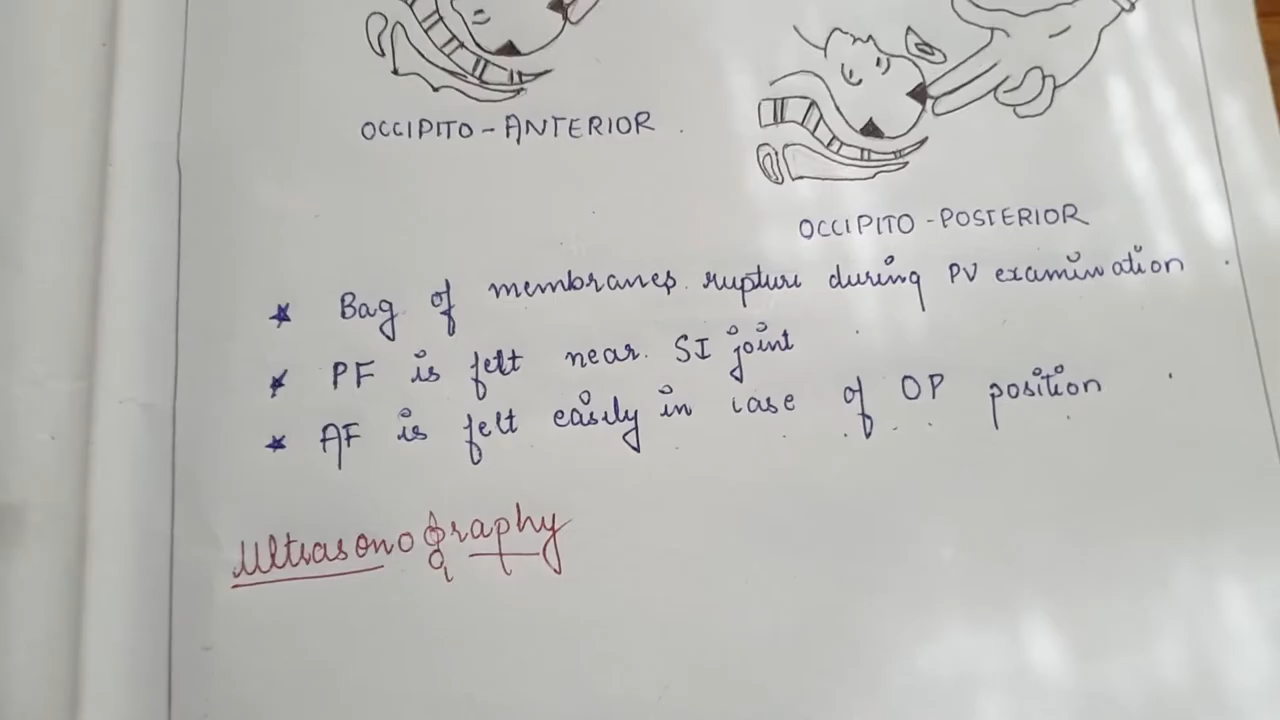 OCCIPITO - ANTERIOR
OCCIPITO - POSTERIOR
* Bag of membranes rupture during PV examination
* PF is felt near SI joint
* AF is felt easily in case of OP position
Ultrasonography